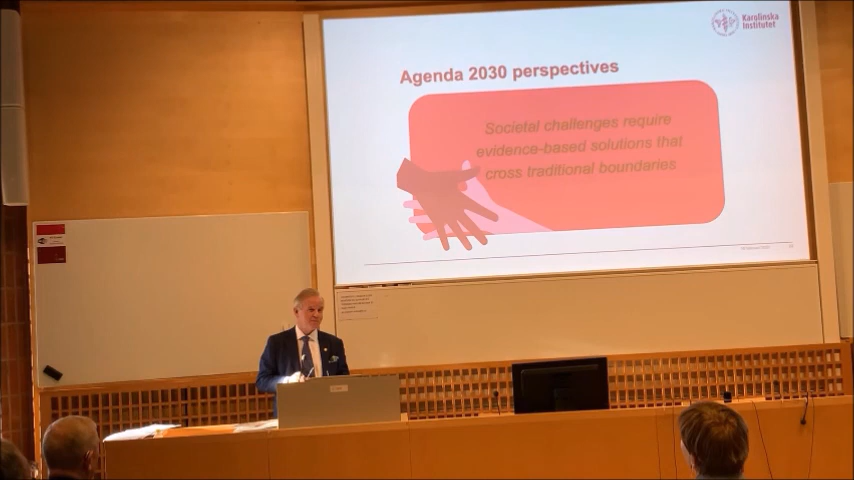 Karolinska
Institutet
Agenda 2030 perspectives
Societal challenges require
evidence-based solutions that
cross traditional boundaries